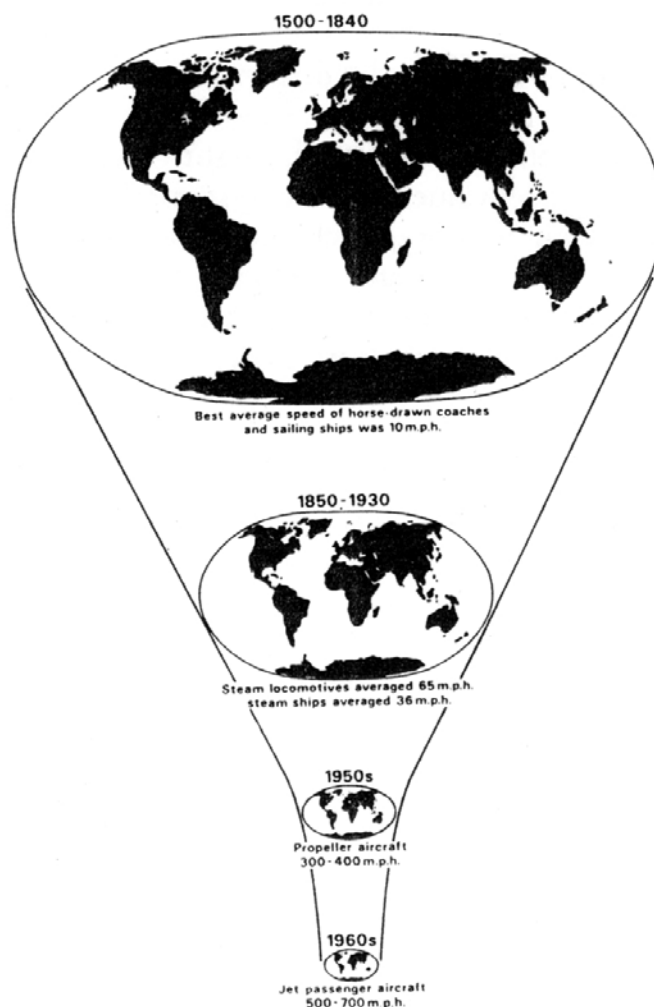 1500-1840
Best average speed of horse-drawn coaches
and sailing ships was 10 m.p.h.
1850-1930
Steam locomotives averaged 65 m.p.h.
steam ships averaged 36 m.p.h.
1950s
Propeller aircraft
300-400 m.p.h.
1960s
Jet passenger aircraft
500-700 m.p.h.